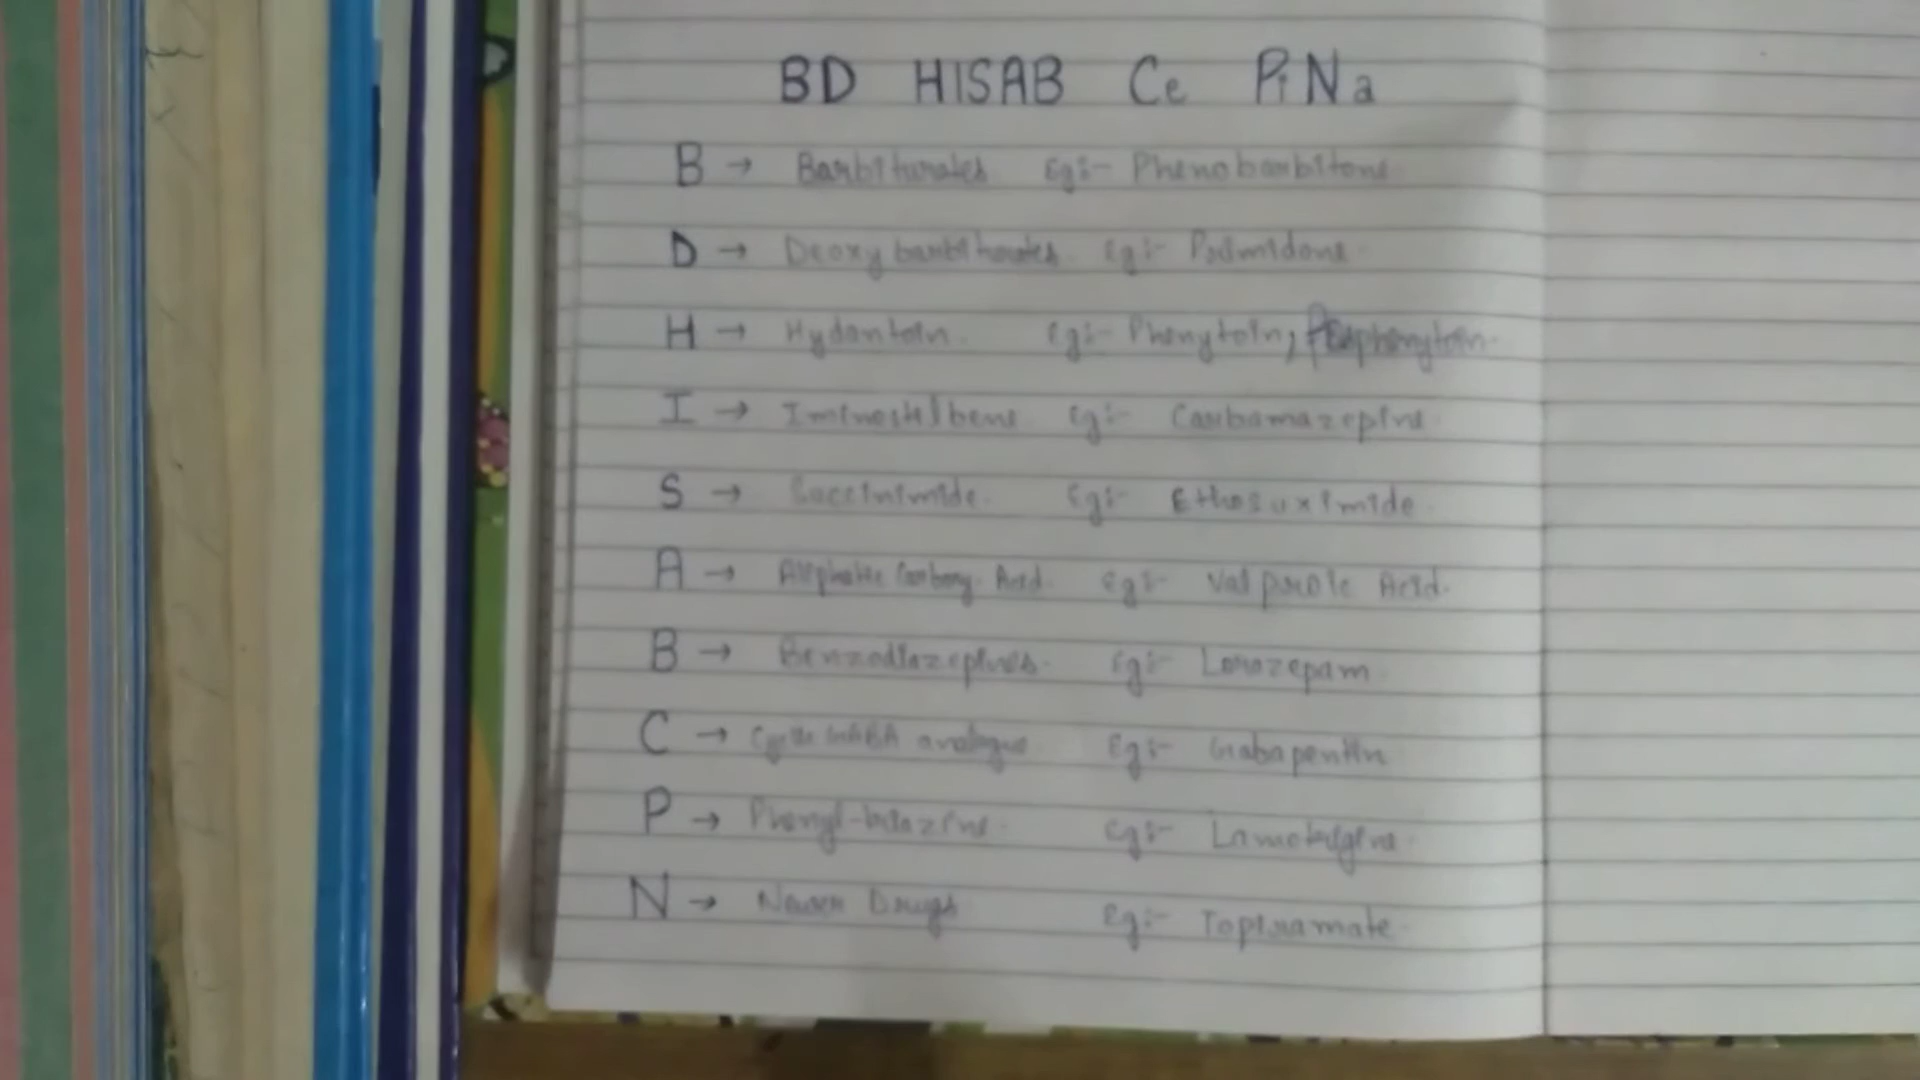 BD HISAB Ce PiNa
B → Barbiturates Eg:- Phenobarbitone
D → Deoxybarbiturates Eg:- Primidone
H → Hydantoin Eg:- Phenytoin, Fosphenytoin
I → Iminostilbene Eg:- Carbamazepine
S → Succinimide Eg:- Ethosuximide
A → Aliphatic Carboxy. Acid Eg:- Valproic Acid
B → Benzodiazepines Eg:- Lorazepam
C → Cyclic GABA analogue Eg:- Gabapentin
P → Phenyl-triazine Eg:- Lamotrigine
N → Newer Drugs Eg:- Topiramate